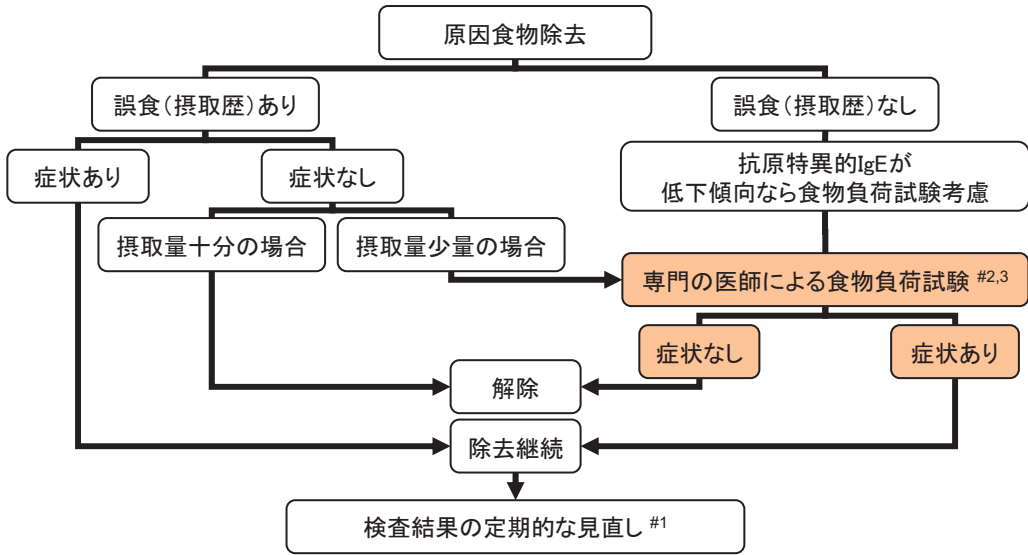 原因食物除去
誤食（摂取歴）あり
誤食（摂取歴）なし
症状あり
症状なし
抗原特異的IgEが
低下傾向なら食物負荷試験考慮
摂取量十分の場合
摂取量少量の場合
専門の医師による食物負荷試験 #2,3
症状なし
症状あり
解除
除去継続
検査結果の定期的な見直し #1